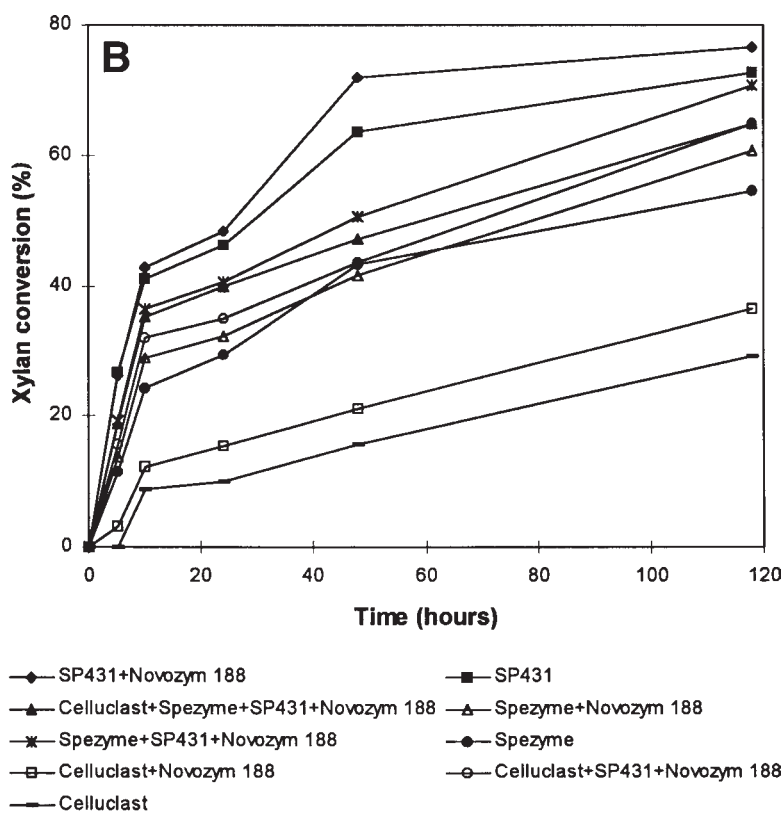 B
Xylan conversion (%)
80
60
40
20
0
0 20 40 60 80 100 120
Time (hours)
SP431+Novozym 188
SP431
Celluclast+Spezyme+SP431+Novozym 188
Spezyme+Novozym 188
Spezyme+SP431+Novozym 188
Spezyme
Celluclast+Novozym 188
Celluclast+SP431+Novozym 188
Celluclast